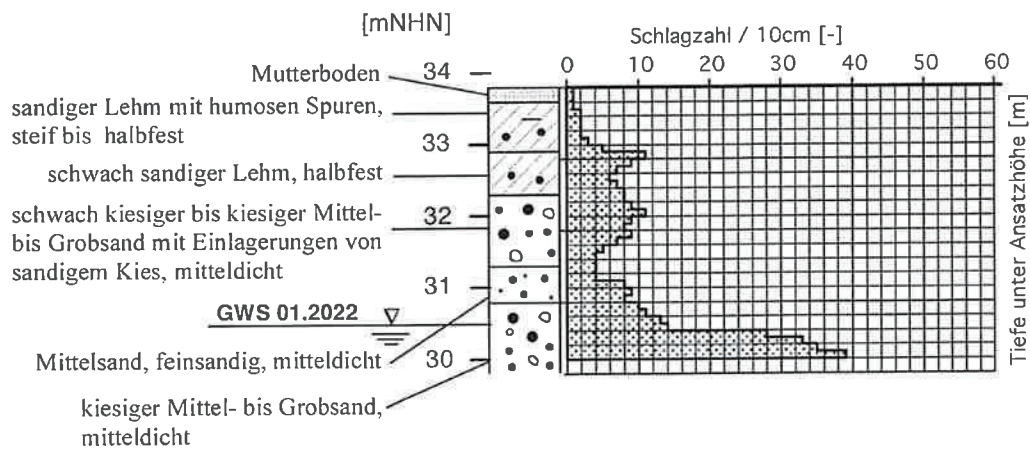 [mNHN]
Schlagzahl / 10cm [-]
0 10 20 30 40 50 60
Mutterboden
34
sandiger Lehm mit humosen Spuren,
steif bis halbfest
33
schwach sandiger Lehm, halbfest
schwach kiesiger bis kiesiger Mittel-
bis Grobsand mit Einlagerungen von
sandigem Kies, mitteldicht
32
31
GWS 01.2022
Mittelsand, feinsandig, mitteldicht
30
kiesiger Mittel- bis Grobsand,
mitteldicht
Tiefe unter Ansatzhöhe [m]